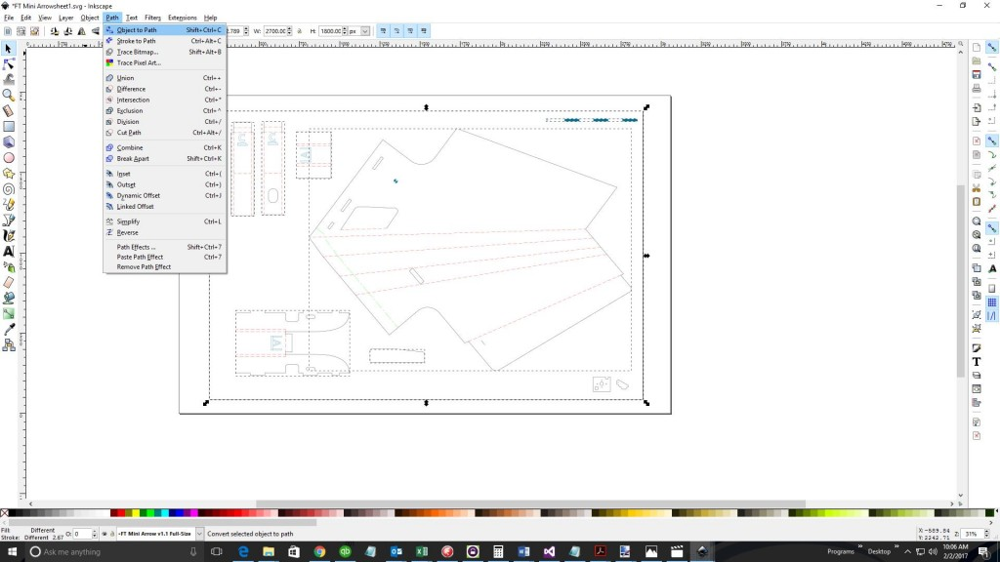 *FT Mini Arrowsheet1.svg - Inkscape
File Edit View Layer Object Path Text Filters Extensions Help
2.789 W: 2700.00 H: 1800.00 px
Object to Path Shift+Ctrl+C
Stroke to Path Ctrl+Alt+C
Trace Bitmap... Shift+Alt+B
Trace Pixel Art...
Union Ctrl++
Difference Ctrl+-
Intersection Ctrl+*
Exclusion Ctrl+^
Division Ctrl+/
Cut Path Ctrl+Alt+/
Combine Ctrl+K
Break Apart Shift+Ctrl+K
Inset Ctrl+(
Outset Ctrl+)
Dynamic Offset Ctrl+J
Linked Offset
Simplify Ctrl+L
Reverse
Path Effects ... Shift+Ctrl+7
Paste Path Effect Ctrl+7
Remove Path Effect
Fill: Different
Stroke: Different 2.67
O: 0
-FT Mini Arrow v1.1 Full-Size
Convert selected object to path
X: -589.84
Y: 2242.71
Z: 31%
Ask me anything
Programs
Desktop
10:06 AM
2/2/2017